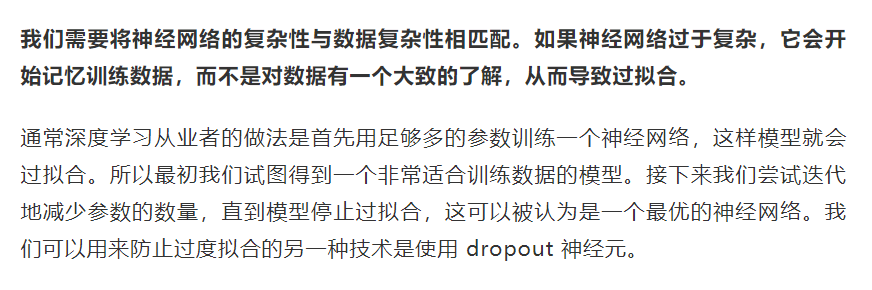 我们需要将神经网络的复杂性与数据复杂性相匹配。如果神经网络过于复杂，它会开
始记忆训练数据，而不是对数据有一个大致的了解，从而导致过拟合。
通常深度学习从业者的做法是首先用足够多的参数训练一个神经网络，这样模型就会
过拟合。所以最初我们试图得到一个非常适合训练数据的模型。接下来我们尝试迭代
地减少参数的数量，直到模型停止过拟合，这可以被认为是一个最优的神经网络。我
们可以用来防止过度拟合的另一种技术是使用 dropout 神经元。